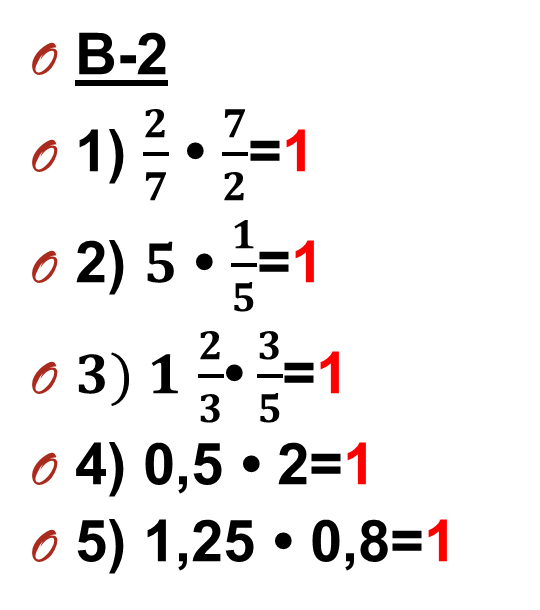 В-2
1) 2/7 • 7/2=1
2) 5 • 1/5=1
3) 1 2/3• 3/5=1
4) 0,5 • 2=1
5) 1,25 • 0,8=1